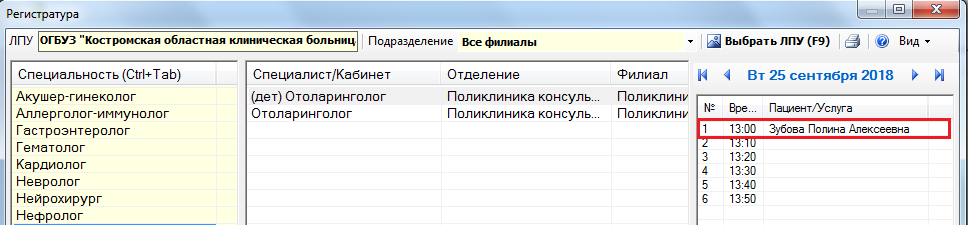 Регистратура
ЛПУ ОГБУЗ "Костромская областная клиническая больниц Подразделение Все филиалы Выбрать ЛПУ (F9) Вид
Специальность (Ctrl+Tab)
Акушер-гинеколог
Аллерголог-иммунолог
Гастроэнтеролог
Гематолог
Кардиолог
Невролог
Нейрохирург
Нефролог
Специалист/Кабинет Отделение Филиал
(дет) Отоларинголог Поликлиника консуль... Поликлини
Отоларинголог Поликлиника консуль... Поликлини
Вт 25 сентября 2018
№ Вре... Пациент/Услуга
1 13:00 Зубова Полина Алексеевна
2 13:10
3 13:20
4 13:30
5 13:40
6 13:50